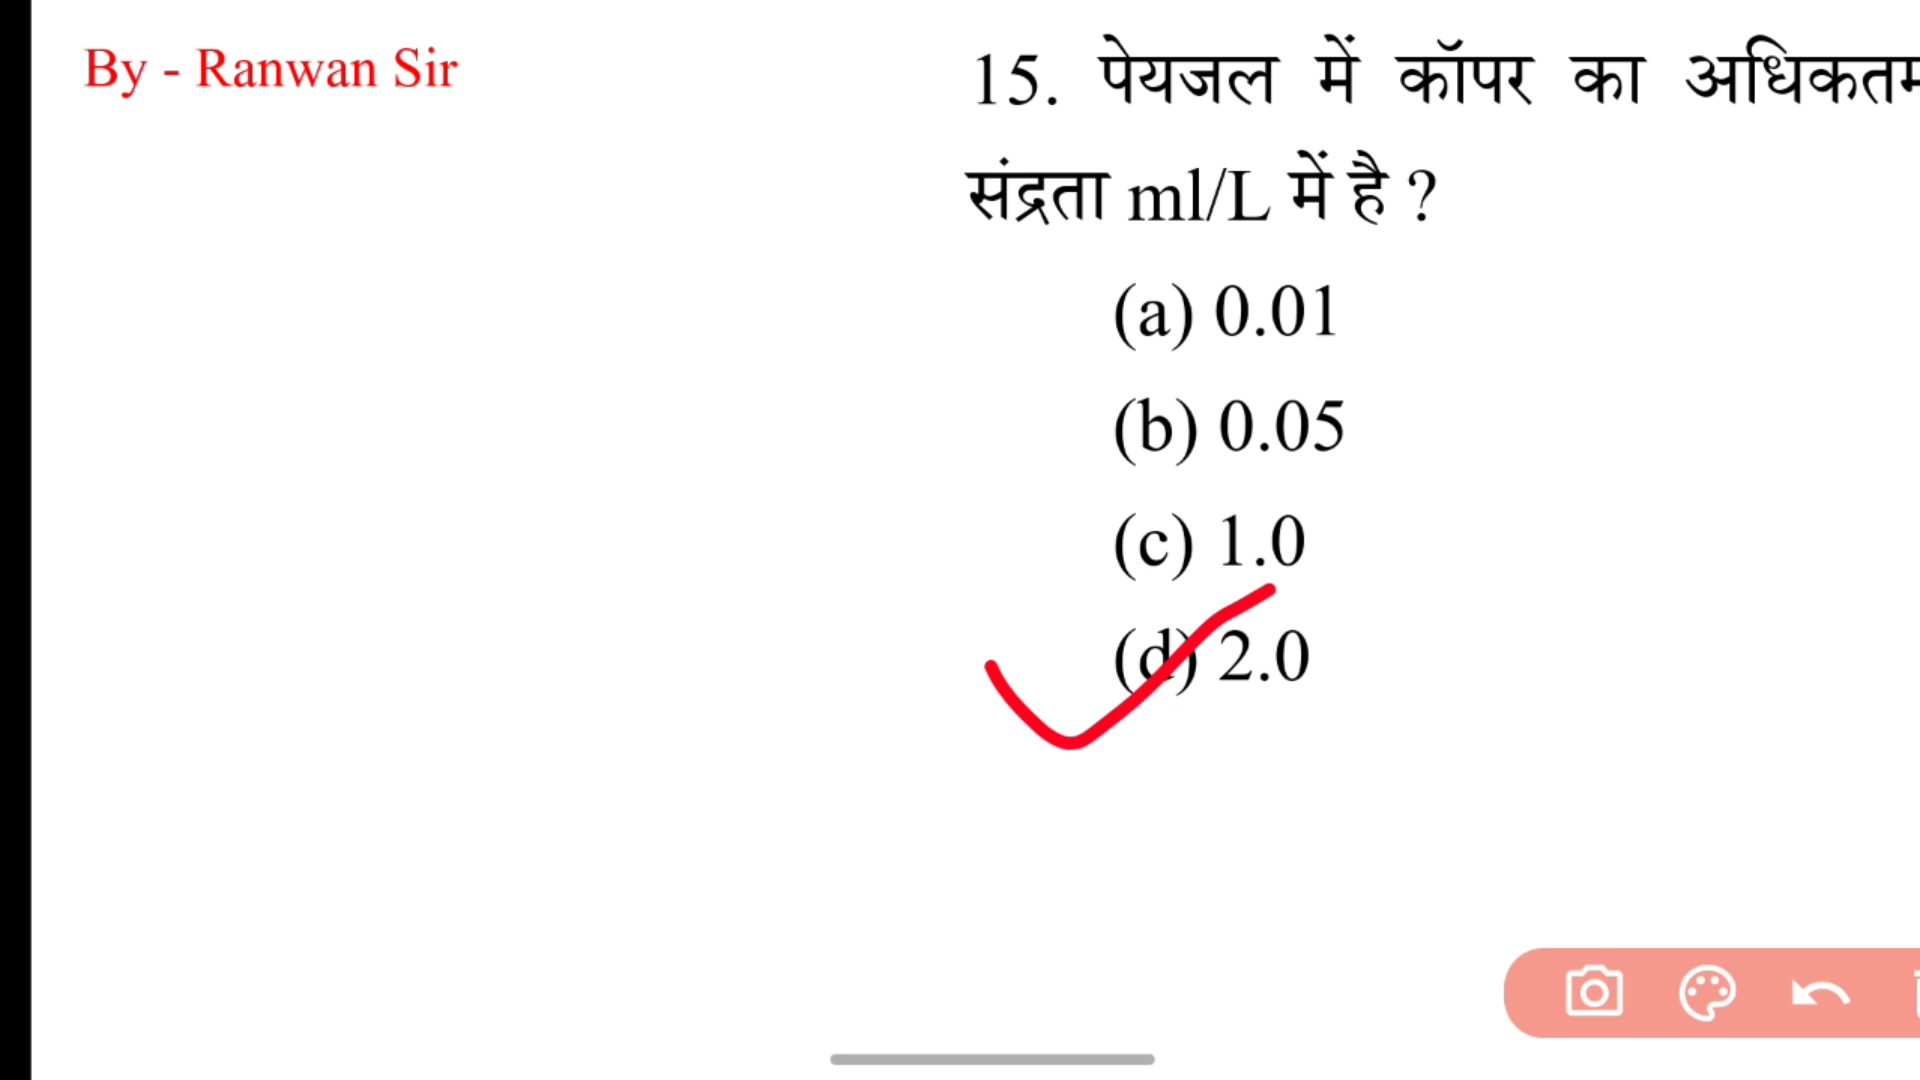 By - Ranwan Sir
15. पेयजल में कॉपर का अधिकतम
संद्रता ml/L में है ?
(a) 0.01
(b) 0.05
(c) 1.0
(d) 2.0